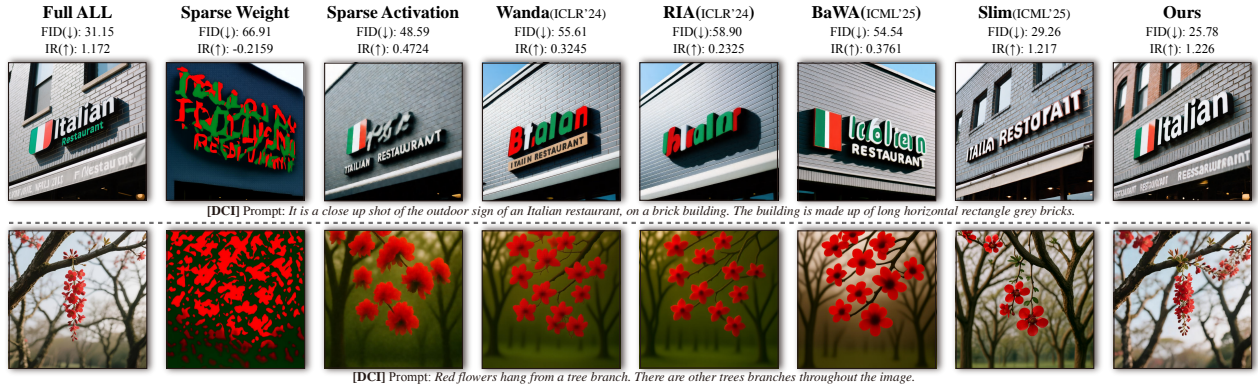 Full ALL Sparse Weight Sparse Activation Wanda(ICLR'24) RIA(ICLR'24) BaWA(ICML'25) Slim(ICML'25) Ours
FID(↓): 31.15 FID(↓): 66.91 FID(↓): 48.59 FID(↓): 55.61 FID(↓):58.90 FID(↓): 54.54 FID(↓): 29.26 FID(↓): 25.78
IR(↑): 1.172 IR(↑): -0.2159 IR(↑): 0.4724 IR(↑): 0.3245 IR(↑): 0.2325 IR(↑): 0.3761 IR(↑): 1.217 IR(↑): 1.226
Italian
Restaurant
ITAILIAN RESTAUURANT
Btalan
RESTAURANT
RESTAURANT
ITAILA RESTOTAIT
Italian
[DCI] Prompt: It is a close up shot of the outdoor sign of an Italian restaurant, on a brick building. The building is made up of long horizontal rectangle grey bricks.
[DCI] Prompt: Red flowers hang from a tree branch. There are other trees branches throughout the image.